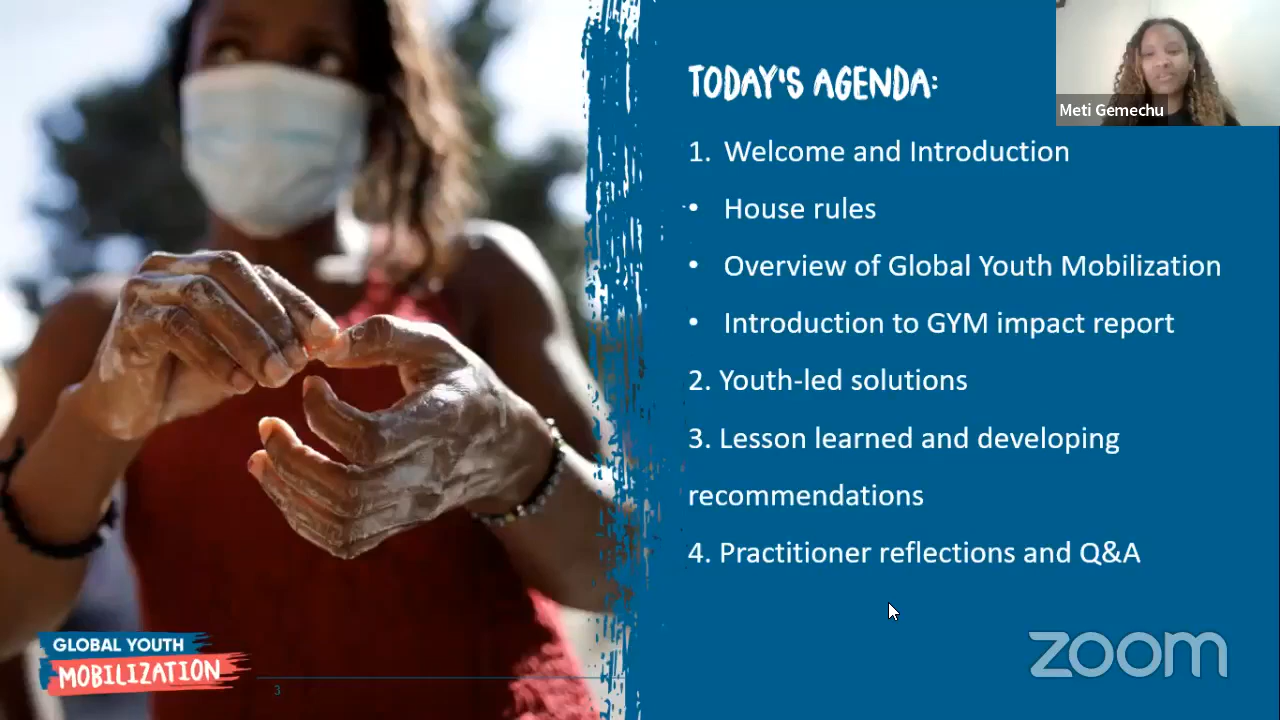 TODAY'S AGENDA:
Meti Gemechu
1. Welcome and Introduction
• House rules
• Overview of Global Youth Mobilization
• Introduction to GYM impact report
2. Youth-led solutions
3. Lesson learned and developing
recommendations
4. Practitioner reflections and Q&A
GLOBAL YOUTH
MOBILIZATION
3
zoom